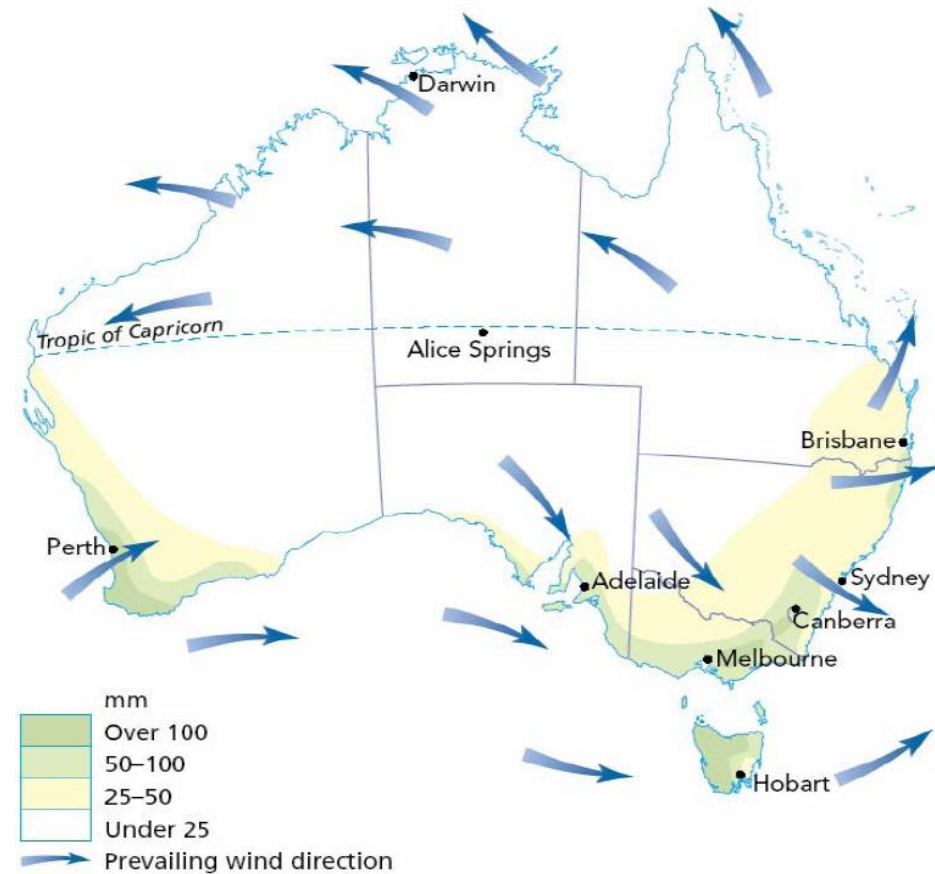 Darwin
Tropic of Capricorn
Alice Springs
Brisbane
Perth
Adelaide
Sydney
Canberra
Melbourne
Hobart
mm
Over 100
50–100
25–50
Under 25
Prevailing wind direction